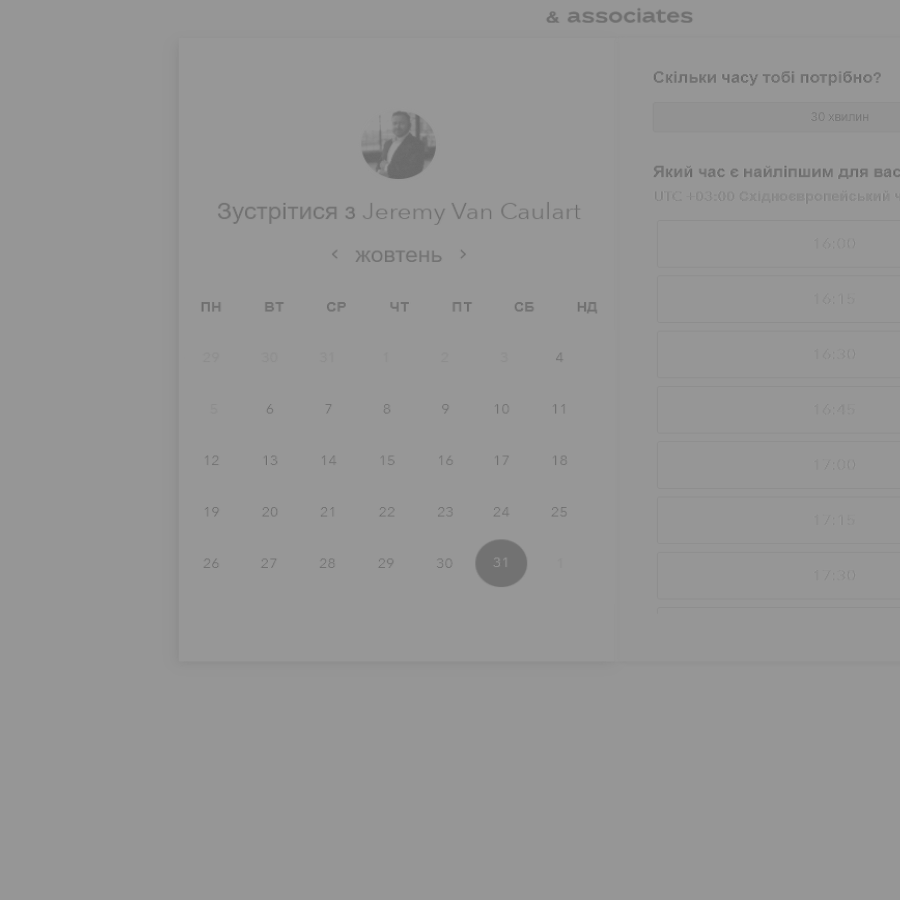 & associates
Зустрітися з Jeremy Van Caulart
жовтень
ПН ВТ СР ЧТ ПТ СБ НД
29 30 31 1 2 3 4
5 6 7 8 9 10 11
12 13 14 15 16 17 18
19 20 21 22 23 24 25
26 27 28 29 30 31 1
Скільки часу тобі потрібно?
30 хвилин
Який час є найліпшим для вас
UTC +03:00 Східноєвропейський
16:00
16:15
16:30
16:45
17:00
17:15
17:30